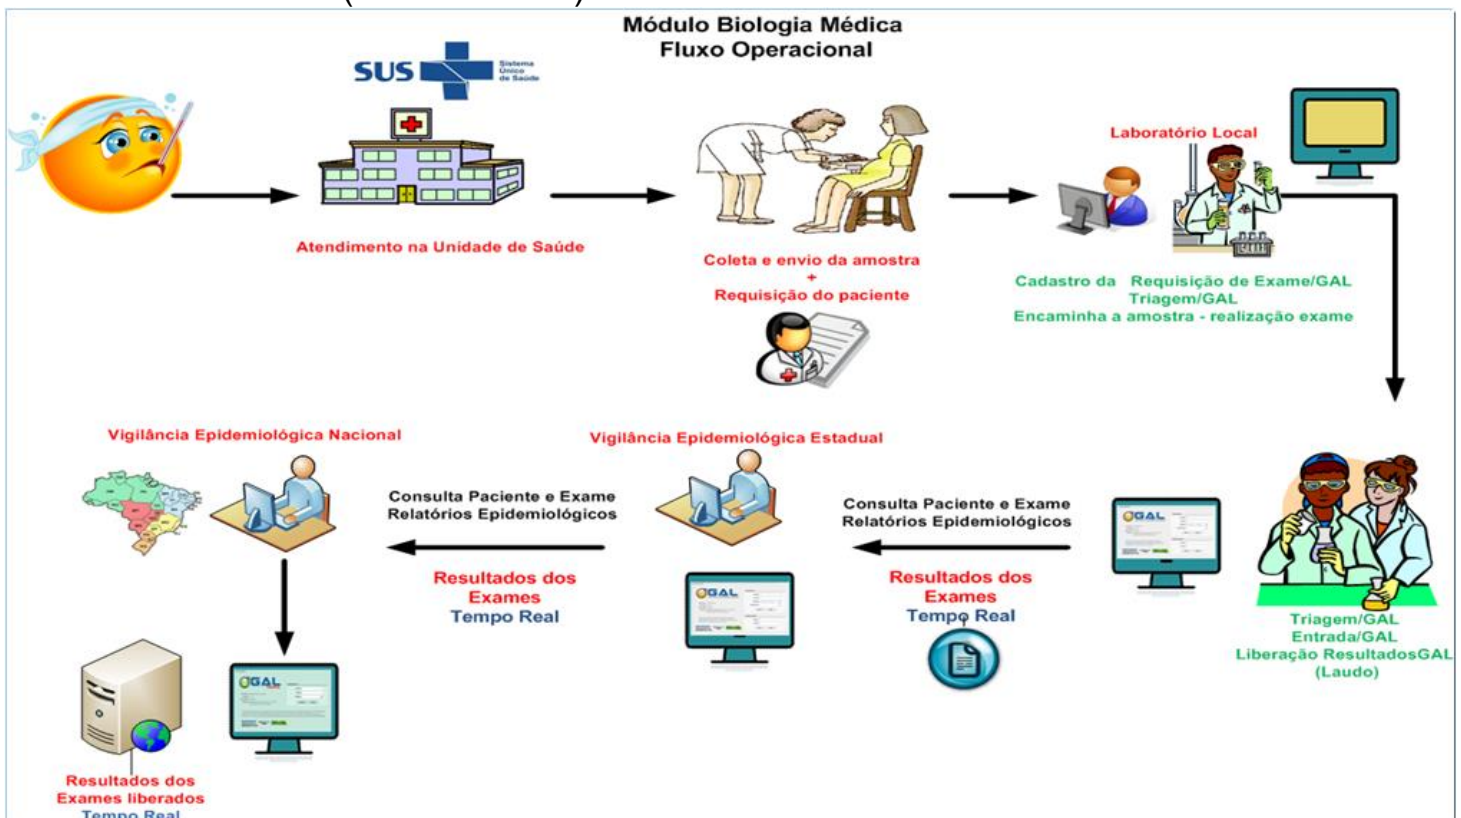 Módulo Biologia Médica
Fluxo Operacional
SUS
Sistema
Único
de Saúde
Laboratório Local
Atendimento na Unidade de Saúde
Coleta e envio da amostra
+
Requisição do paciente
Cadastro da Requisição de Exame/GAL
Triagem/GAL
Encaminha a amostra - realização exame
Vigilância Epidemiológica Nacional
Vigilância Epidemiológica Estadual
Consulta Paciente e Exame
Relatórios Epidemiológicos
Consulta Paciente e Exame
Relatórios Epidemiológicos
GAL
Resultados dos
Exames
Tempo Real
GAL
Resultados dos
Exames
Tempo Real
Triagem/GAL
Entrada/GAL
Liberação ResultadosGAL
(Laudo)
GAL
Resultados dos
Exames liberados
Tempo Real